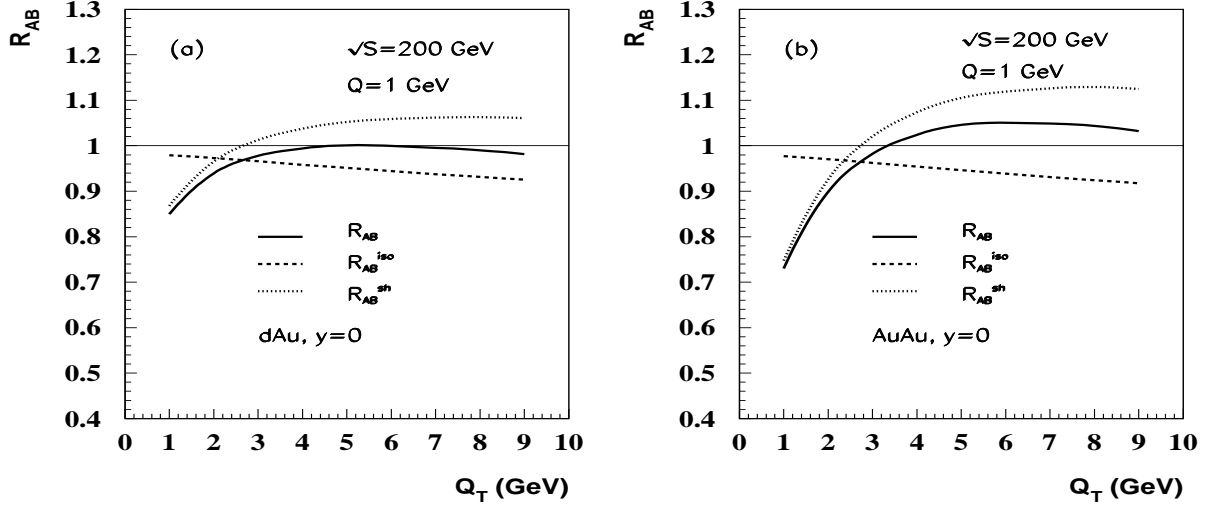 R_AB
1.3
1.2
1.1
1
0.9
0.8
0.7
0.6
0.5
0.4
(a)
√S=200 GeV
Q=1 GeV
R_AB
R_AB^iso
R_AB^sh
dAu, y=0
0 1 2 3 4 5 6 7 8 9 10
Q_T (GeV)
R_AB
1.3
1.2
1.1
1
0.9
0.8
0.7
0.6
0.5
0.4
(b)
√S=200 GeV
Q=1 GeV
R_AB
R_AB^iso
R_AB^sh
AuAu, y=0
0 1 2 3 4 5 6 7 8 9 10
Q_T (GeV)